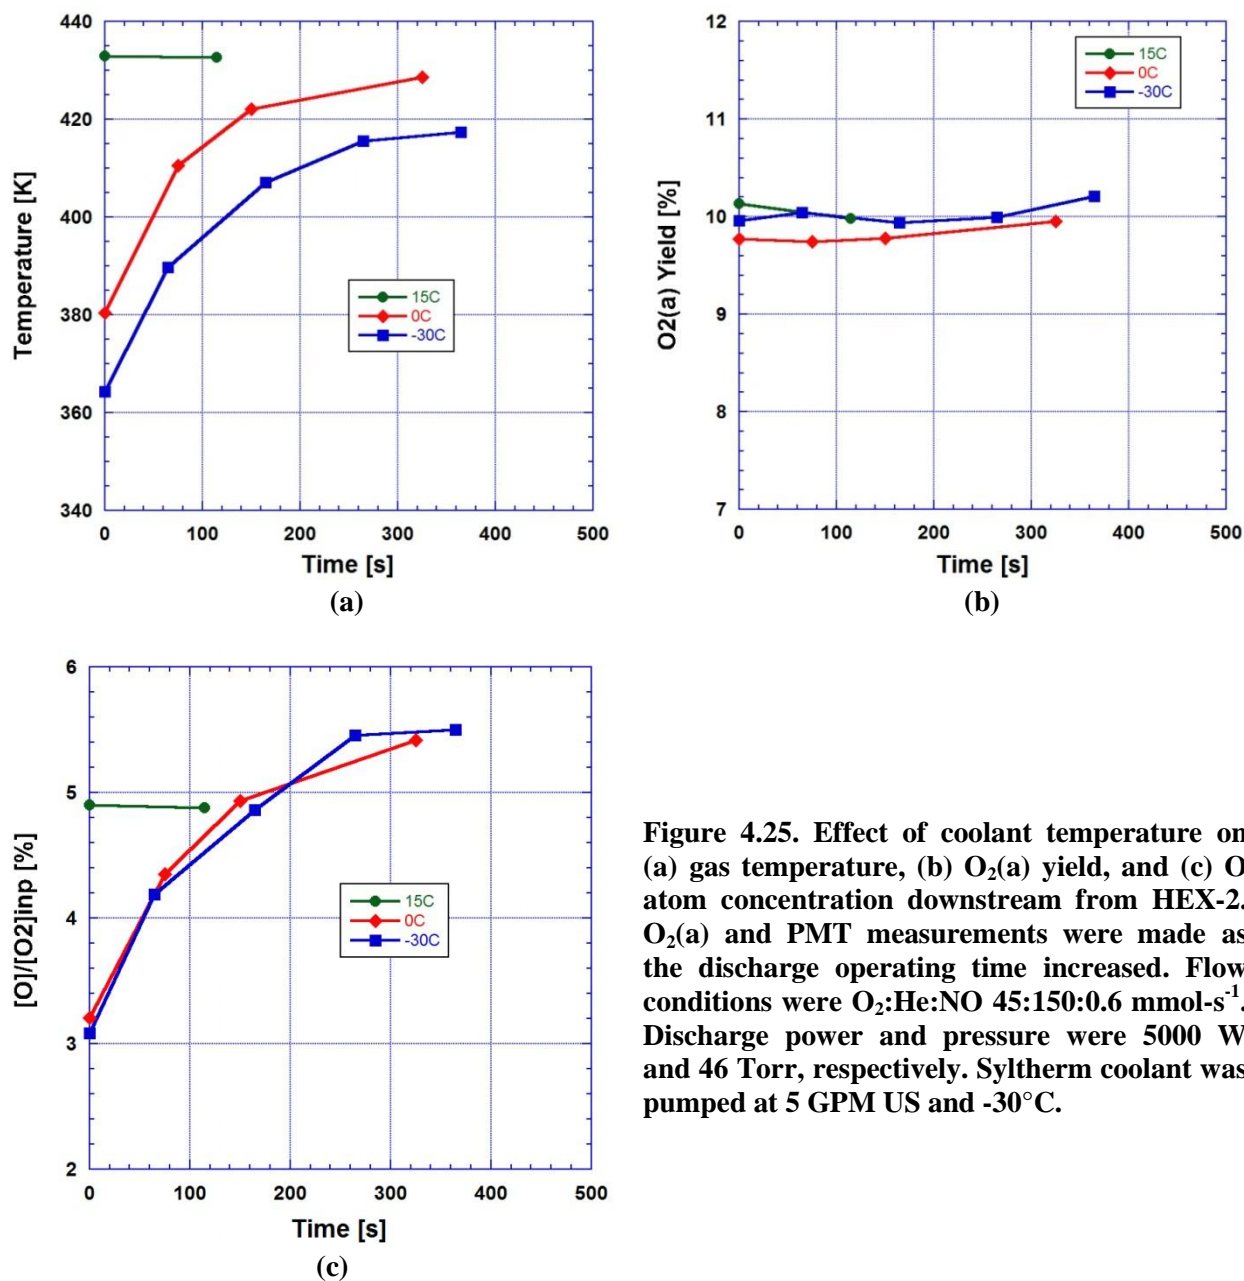 440
430
420
400
380
360
340
Temperature [K]
15C
0C
-30C
0
100
200
300
400
500
Time [s]
(a)
12
11
10
9
8
7
O2(a) Yield [%]
15C
0C
-30C
0
100
200
300
400
500
Time [s]
(b)
6
5
4
3
2
[O]/[O2]inp [%]
15C
0C
-30C
0
100
200
300
400
500
Time [s]
(c)
Figure 4.25. Effect of coolant temperature on
(a) gas temperature, (b) O₂(a) yield, and (c) O
atom concentration downstream from HEX-2.
O₂(a) and PMT measurements were made as
the discharge operating time increased. Flow
conditions were O₂:He:NO 45:150:0.6 mmol-s⁻¹.
Discharge power and pressure were 5000 W
and 46 Torr, respectively. Syltherm coolant was
pumped at 5 GPM US and -30°C.